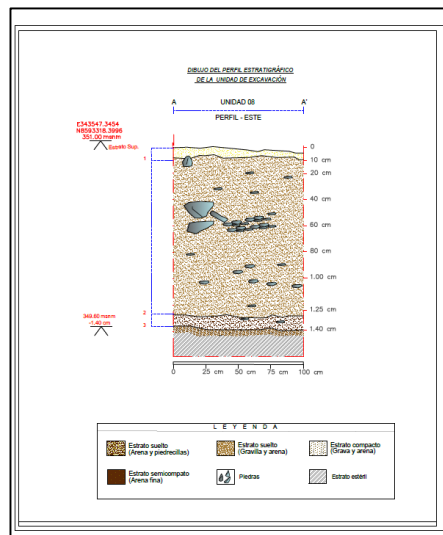 DIBUJO DEL PERFIL ESTRATIGRÁFICO
DE LA UNIDAD DE EXCAVACIÓN
A UNIDAD 08 A'
PERFIL - ESTE
E343547.3454
N8593318.3996
351.00 msnm
Estrato Sup.
1
0
10 cm
20 cm
40 cm
60 cm
80 cm
1.00 cm
1.25 cm
1.40 cm
2
3
349.60 msnm
-1.40 cm
0 25 cm 50 cm 75 cm 100 cm
L E Y E N D A
Estrato suelto
(Arena y piedrecillas)
Estrato suelto
(Gravilla y arena)
Estrato compacto
(Grava y arena)
Estrato semicompato
(Arena fina)
Piedras
Estrato estéril